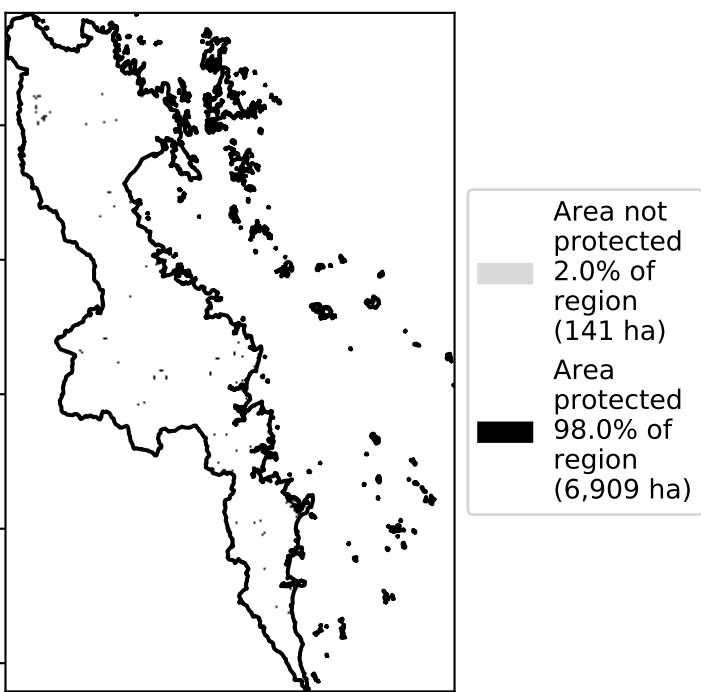 Area not
protected
2.0% of
region
(141 ha)
Area
protected
98.0% of
region
(6,909 ha)